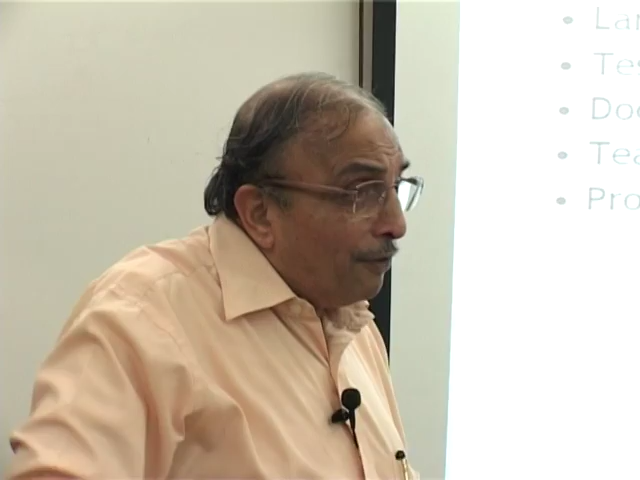 • Lan
• Tes
• Doc
• Tea
• Pro